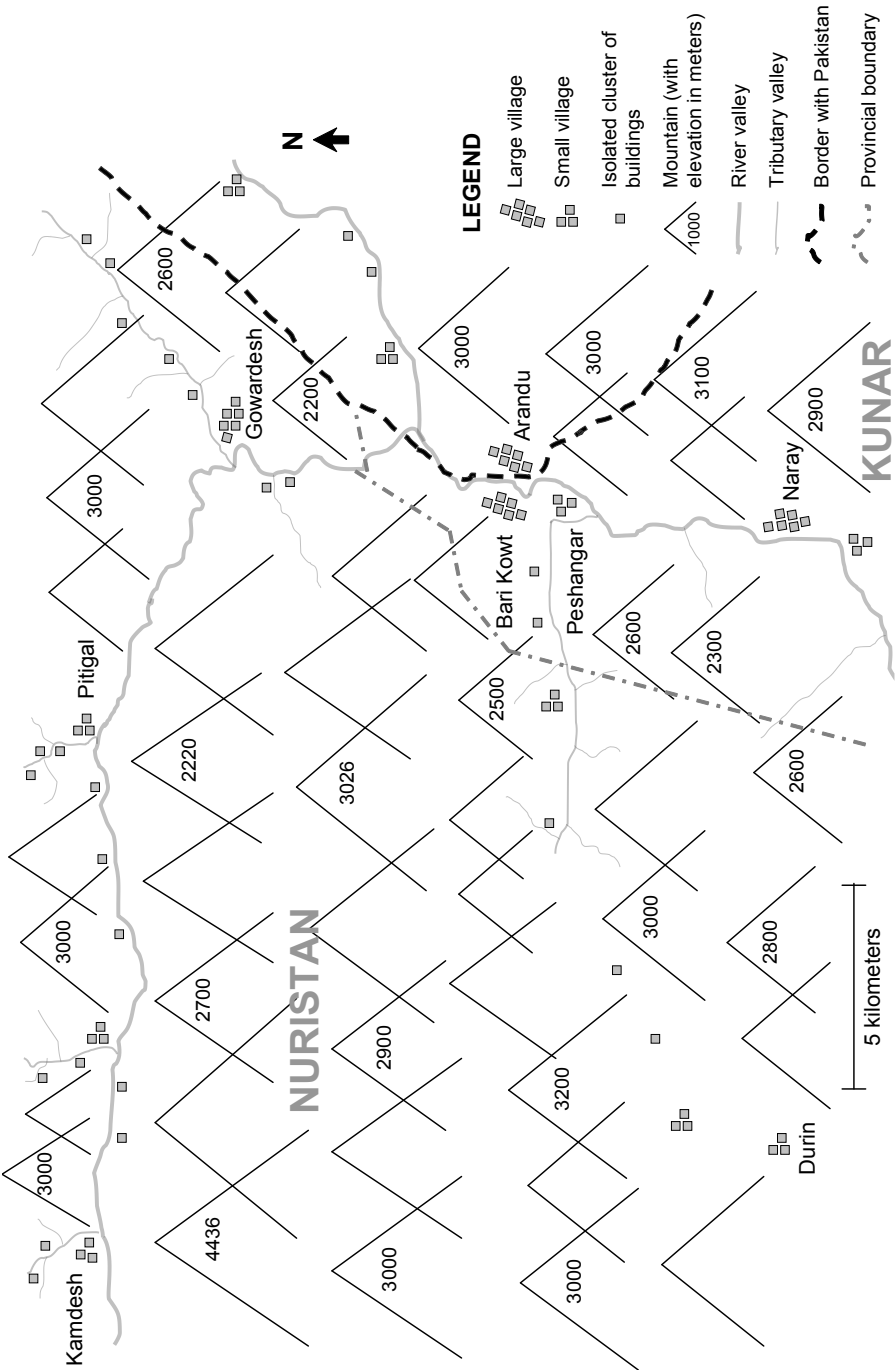 Kamdesh
3000
3000
Pitigal
3000
2600
Gowardesh
2200
4436
2700
2220
NURISTAN
3000
2900
3026
3000
3200
2500
Bari Kowt
Arandu
3000
3000
Peshangar
2600
3100
2300
3000
Durin
2800
2600
Naray
2900
KUNAR
5 kilometers
N
LEGEND
Large village
Small village
Isolated cluster of
buildings
1000
Mountain (with
elevation in meters)
River valley
Tributary valley
Border with Pakistan
Provincial boundary